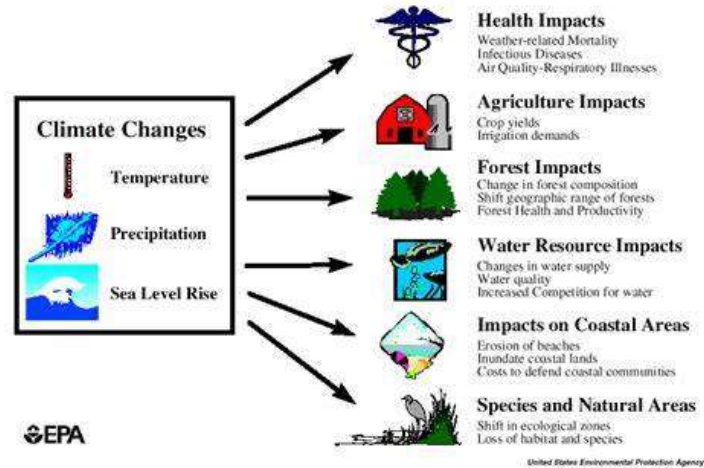 Climate Changes
Temperature
Precipitation
Sea Level Rise
Health Impacts
Weather-related Mortality
Infectious Diseases
Air Quality-Respiratory Illnesses
Agriculture Impacts
Crop yields
Irrigation demands
Forest Impacts
Change in forest composition
Shift geographic range of forests
Forest Health and Productivity
Water Resource Impacts
Changes in water supply
Water quality
Increased Competition for water
Impacts on Coastal Areas
Erosion of beaches
Inundate coastal lands
Costs to defend coastal communities
Species and Natural Areas
Shift in ecological zones
Loss of habitat and species
EPA
United States Environmental Protection Agency